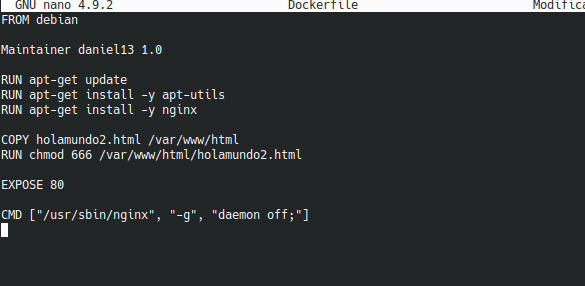 GNU nano 4.9.2 Dockerfile Modifica
FROM debian
Maintainer daniel13 1.0
RUN apt-get update
RUN apt-get install -y apt-utils
RUN apt-get install -y nginx
COPY holamundo2.html /var/www/html
RUN chmod 666 /var/www/html/holamundo2.html
EXPOSE 80
CMD ["/usr/sbin/nginx", "-g", "daemon off;"]